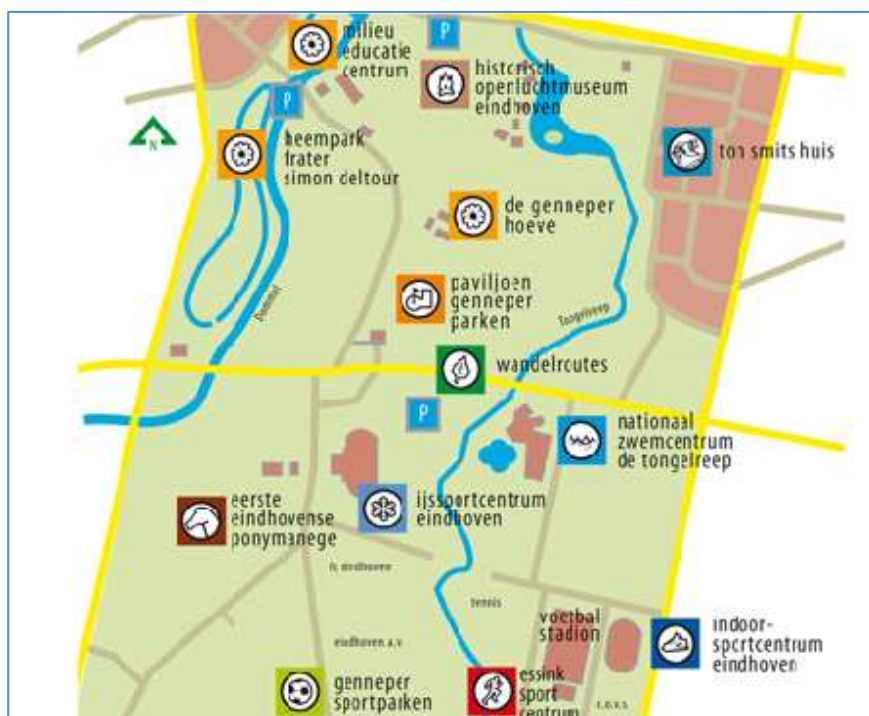 milieu
educatie
centrum
P
historisch
openluchtmuseum
eindhoven
P
N
heempark
frater
simon deltour
ton smits huis
de genneper
hoeve
paviljoen
genneper
parken
Dommel
Tongelreep
wandelroutes
P
nationaal
zwemcentrum
de tongelreep
eerste
eindhovense
ponymanege
ijssportcentrum
eindhoven
fc eindhoven
tennis
voetbal
stadion
indoor-
sportcentrum
eindhoven
eindhoven a.v.
genneper
sportparken
essink
sport
centrum